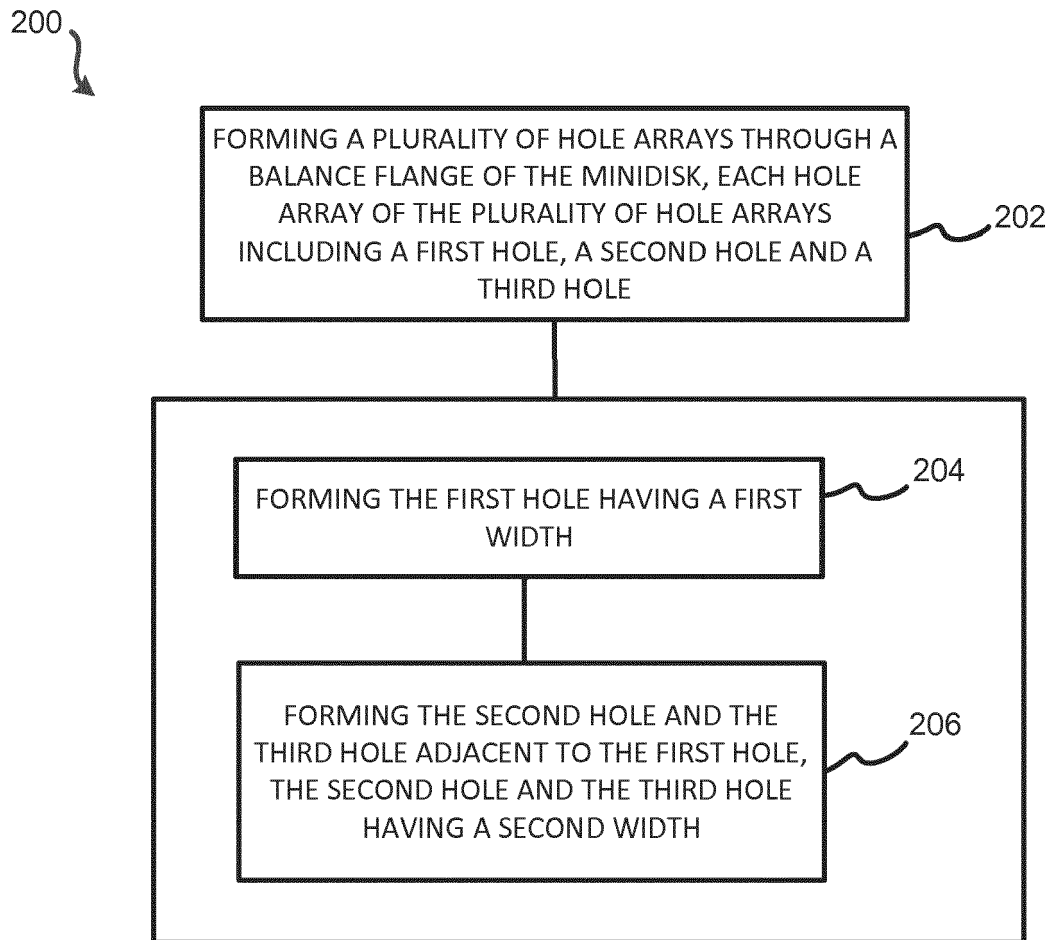 200
FORMING A PLURALITY OF HOLE ARRAYS THROUGH A
BALANCE FLANGE OF THE MINIDISK, EACH HOLE
ARRAY OF THE PLURALITY OF HOLE ARRAYS
INCLUDING A FIRST HOLE, A SECOND HOLE AND A
THIRD HOLE
202
FORMING THE FIRST HOLE HAVING A FIRST
WIDTH
204
FORMING THE SECOND HOLE AND THE
THIRD HOLE ADJACENT TO THE FIRST HOLE,
THE SECOND HOLE AND THE THIRD HOLE
HAVING A SECOND WIDTH
206